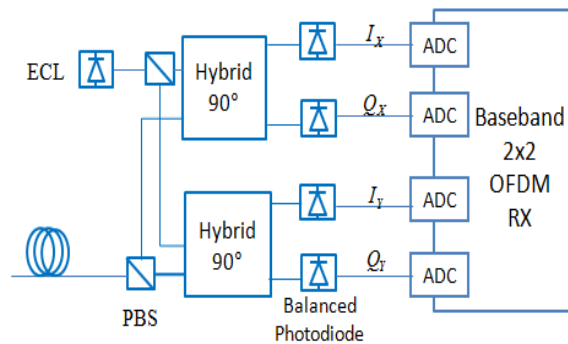 ECL
Hybrid
90°
I_X
Q_X
ADC
ADC
Baseband
2x2
OFDM
RX
Hybrid
90°
I_Y
Q_Y
ADC
ADC
PBS
Balanced
Photodiode